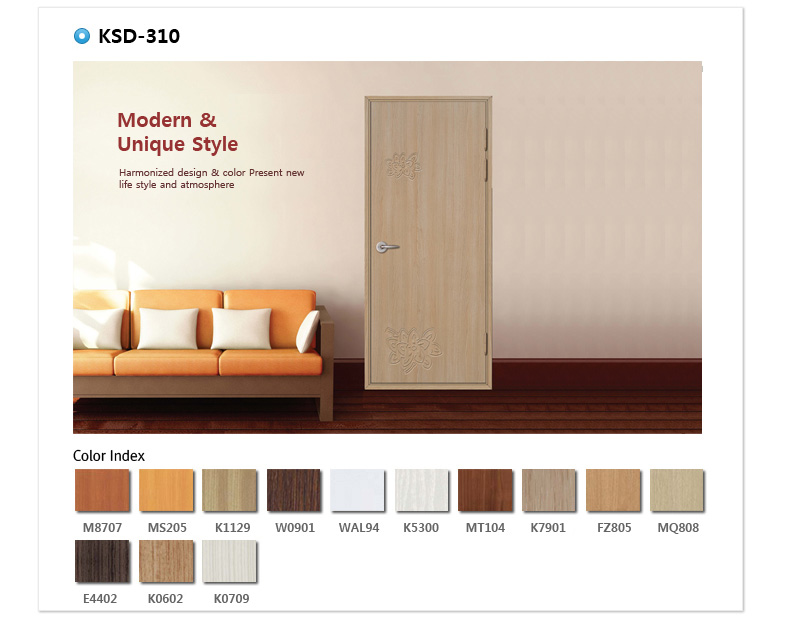 KSD-310
Modern &
Unique Style
Harmonized design & color Present new
life style and atmosphere
Color Index
M8707 MS205 K1129 W0901 WAL94 K5300 MT104 K7901 FZ805 MQ808
E4402 K0602 K0709